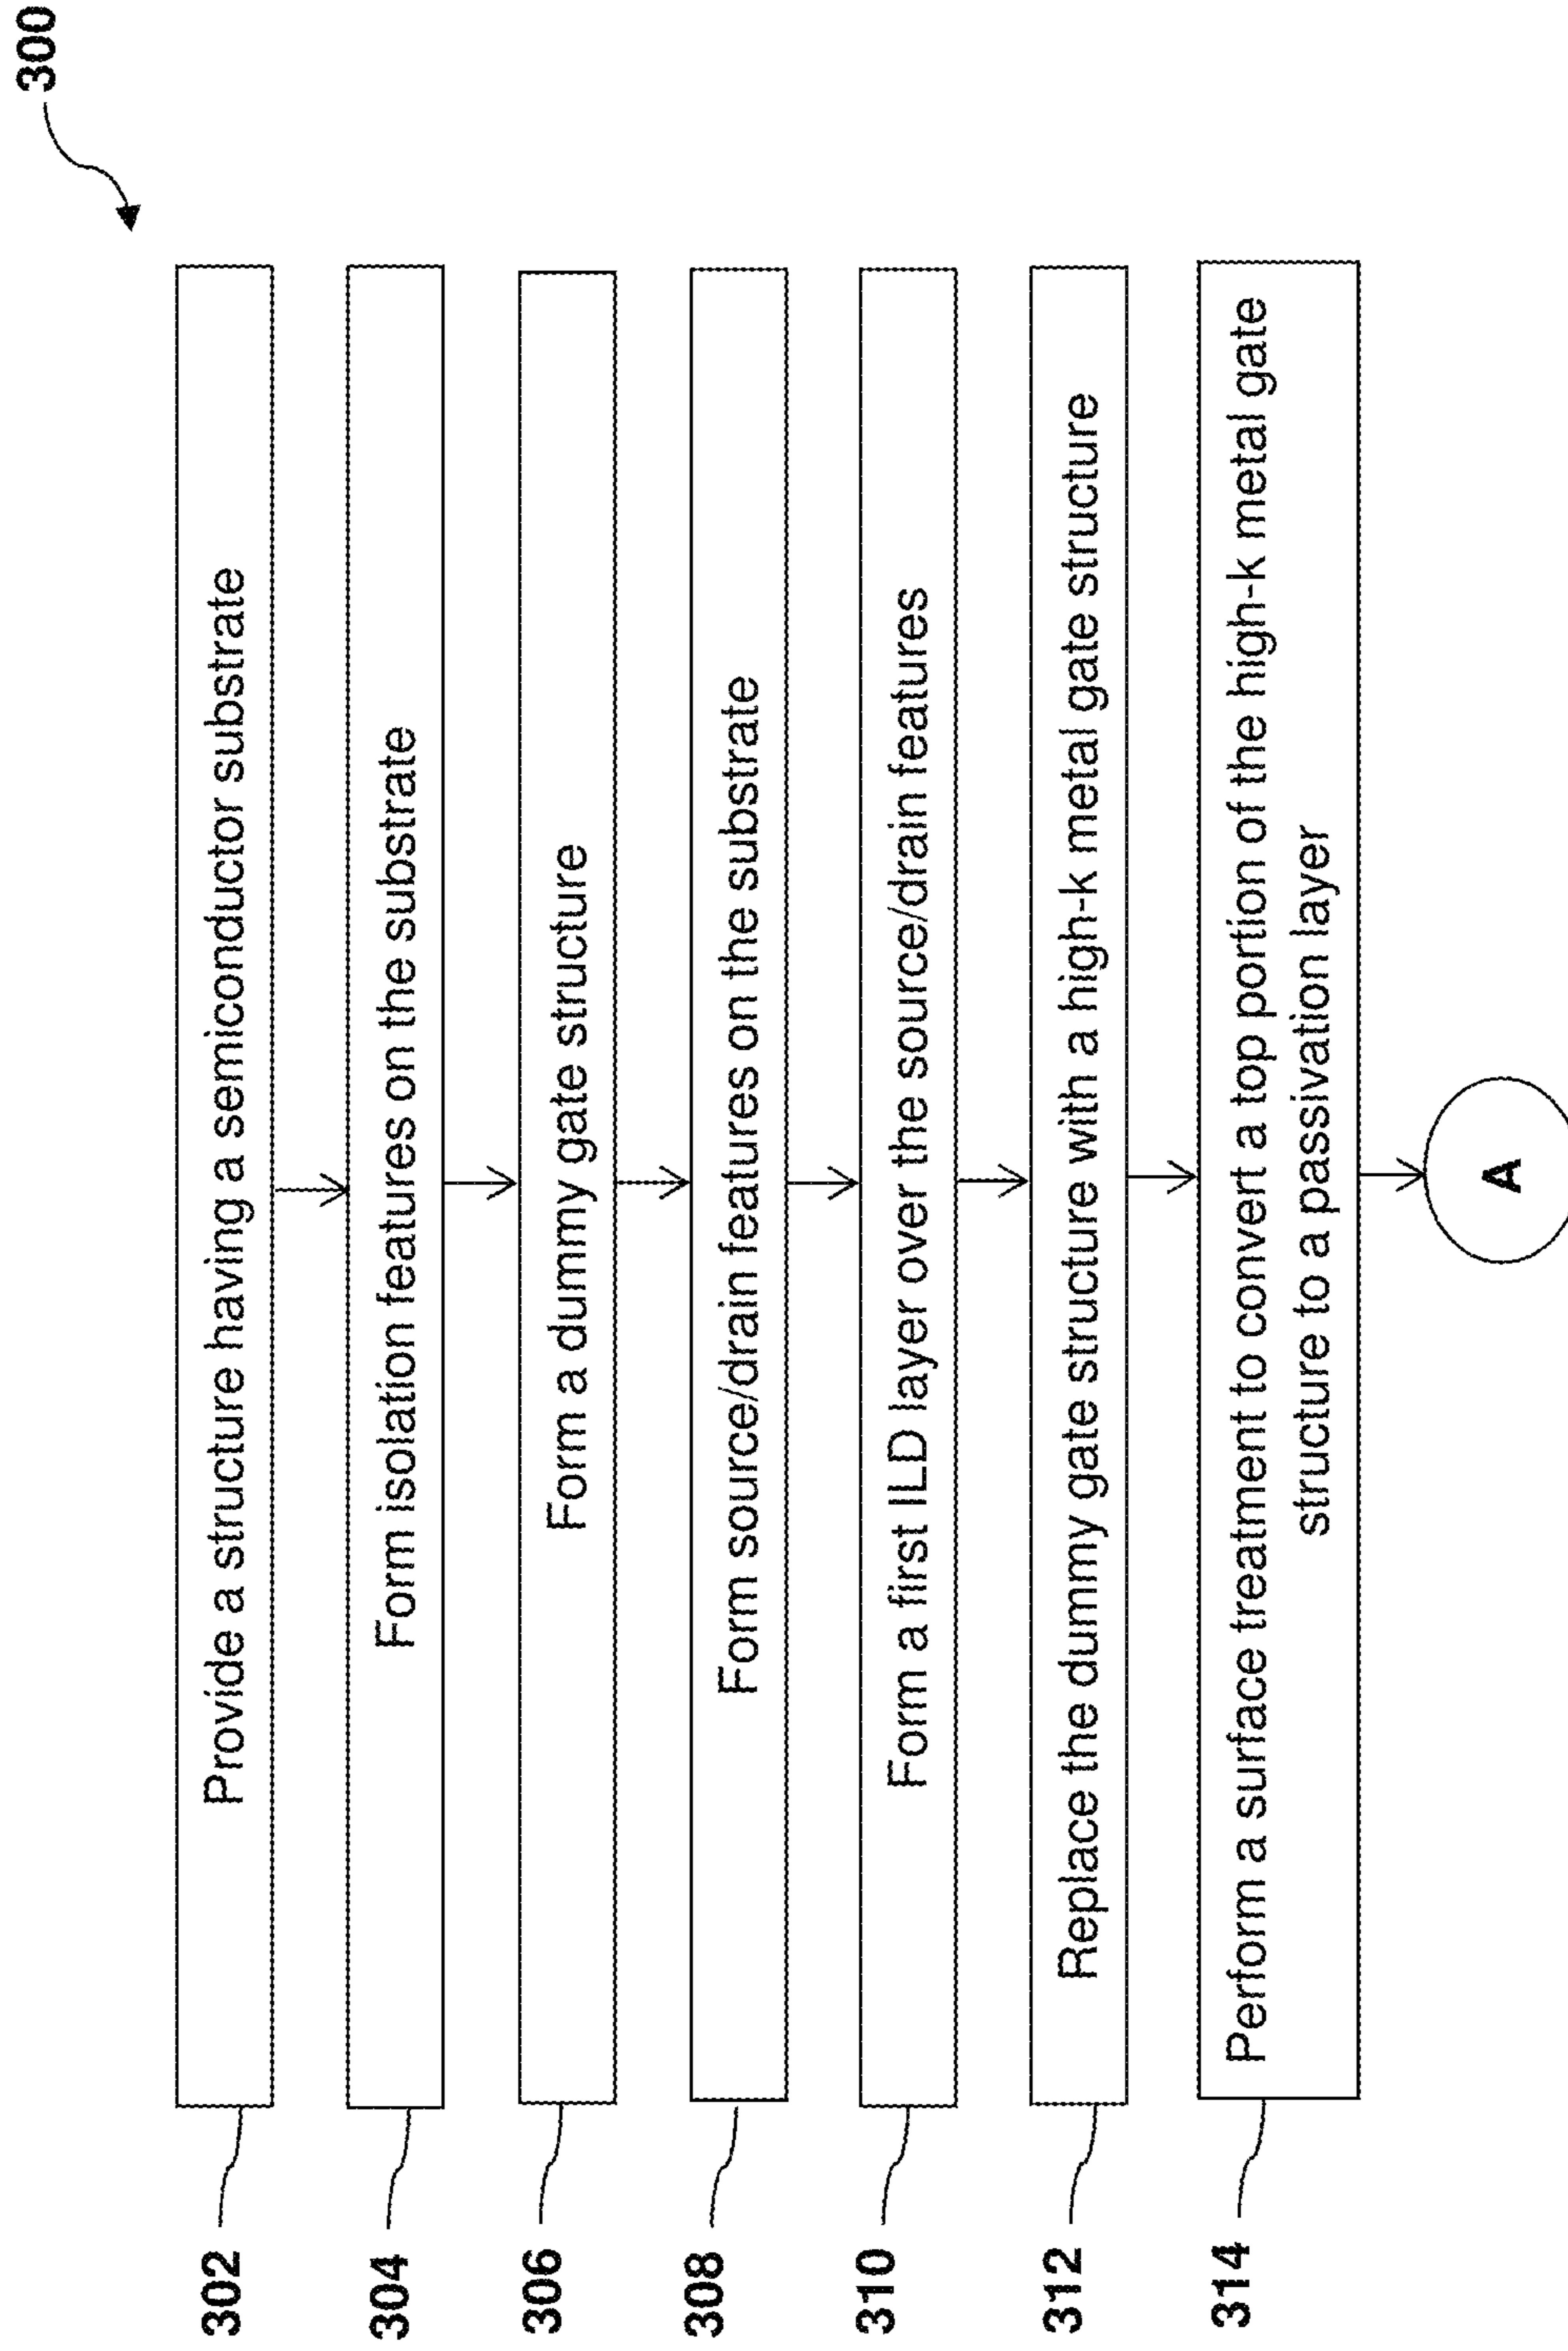 300
302
Provide a structure having a semiconductor substrate
304
Form isolation features on the substrate
306
Form a dummy gate structure
308
Form source/drain features on the substrate
310
Form a first ILD layer over the source/drain features
312
Replace the dummy gate structure with a high-k metal gate structure
314
Perform a surface treatment to convert a top portion of the high-k metal gate
structure to a passivation layer
A